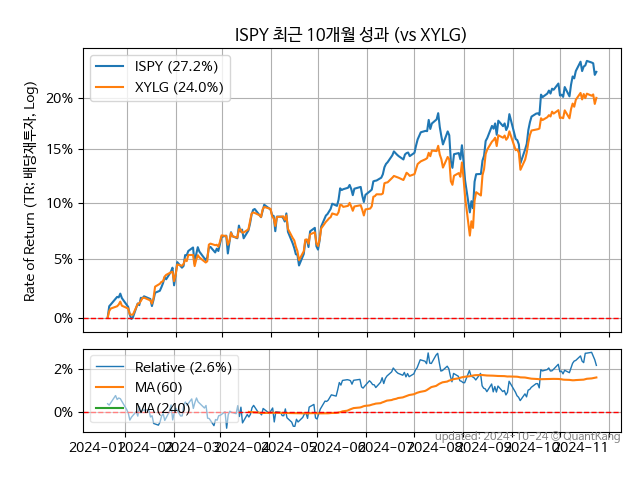 ISPY 최근 10개월 성과 (vs XYLG)
Rate of Return (TR: 배당재투자, Log)
ISPY (27.2%)
XYLG (24.0%)
20%
15%
10%
5%
0%
Relative (2.6%)
MA(60)
MA(240)
2%
0%
updated: 2024-10-24 © QuantKang
2024-01 2024-02 2024-03 2024-04 2024-05 2024-06 2024-07 2024-08 2024-09 2024-10 2024-11